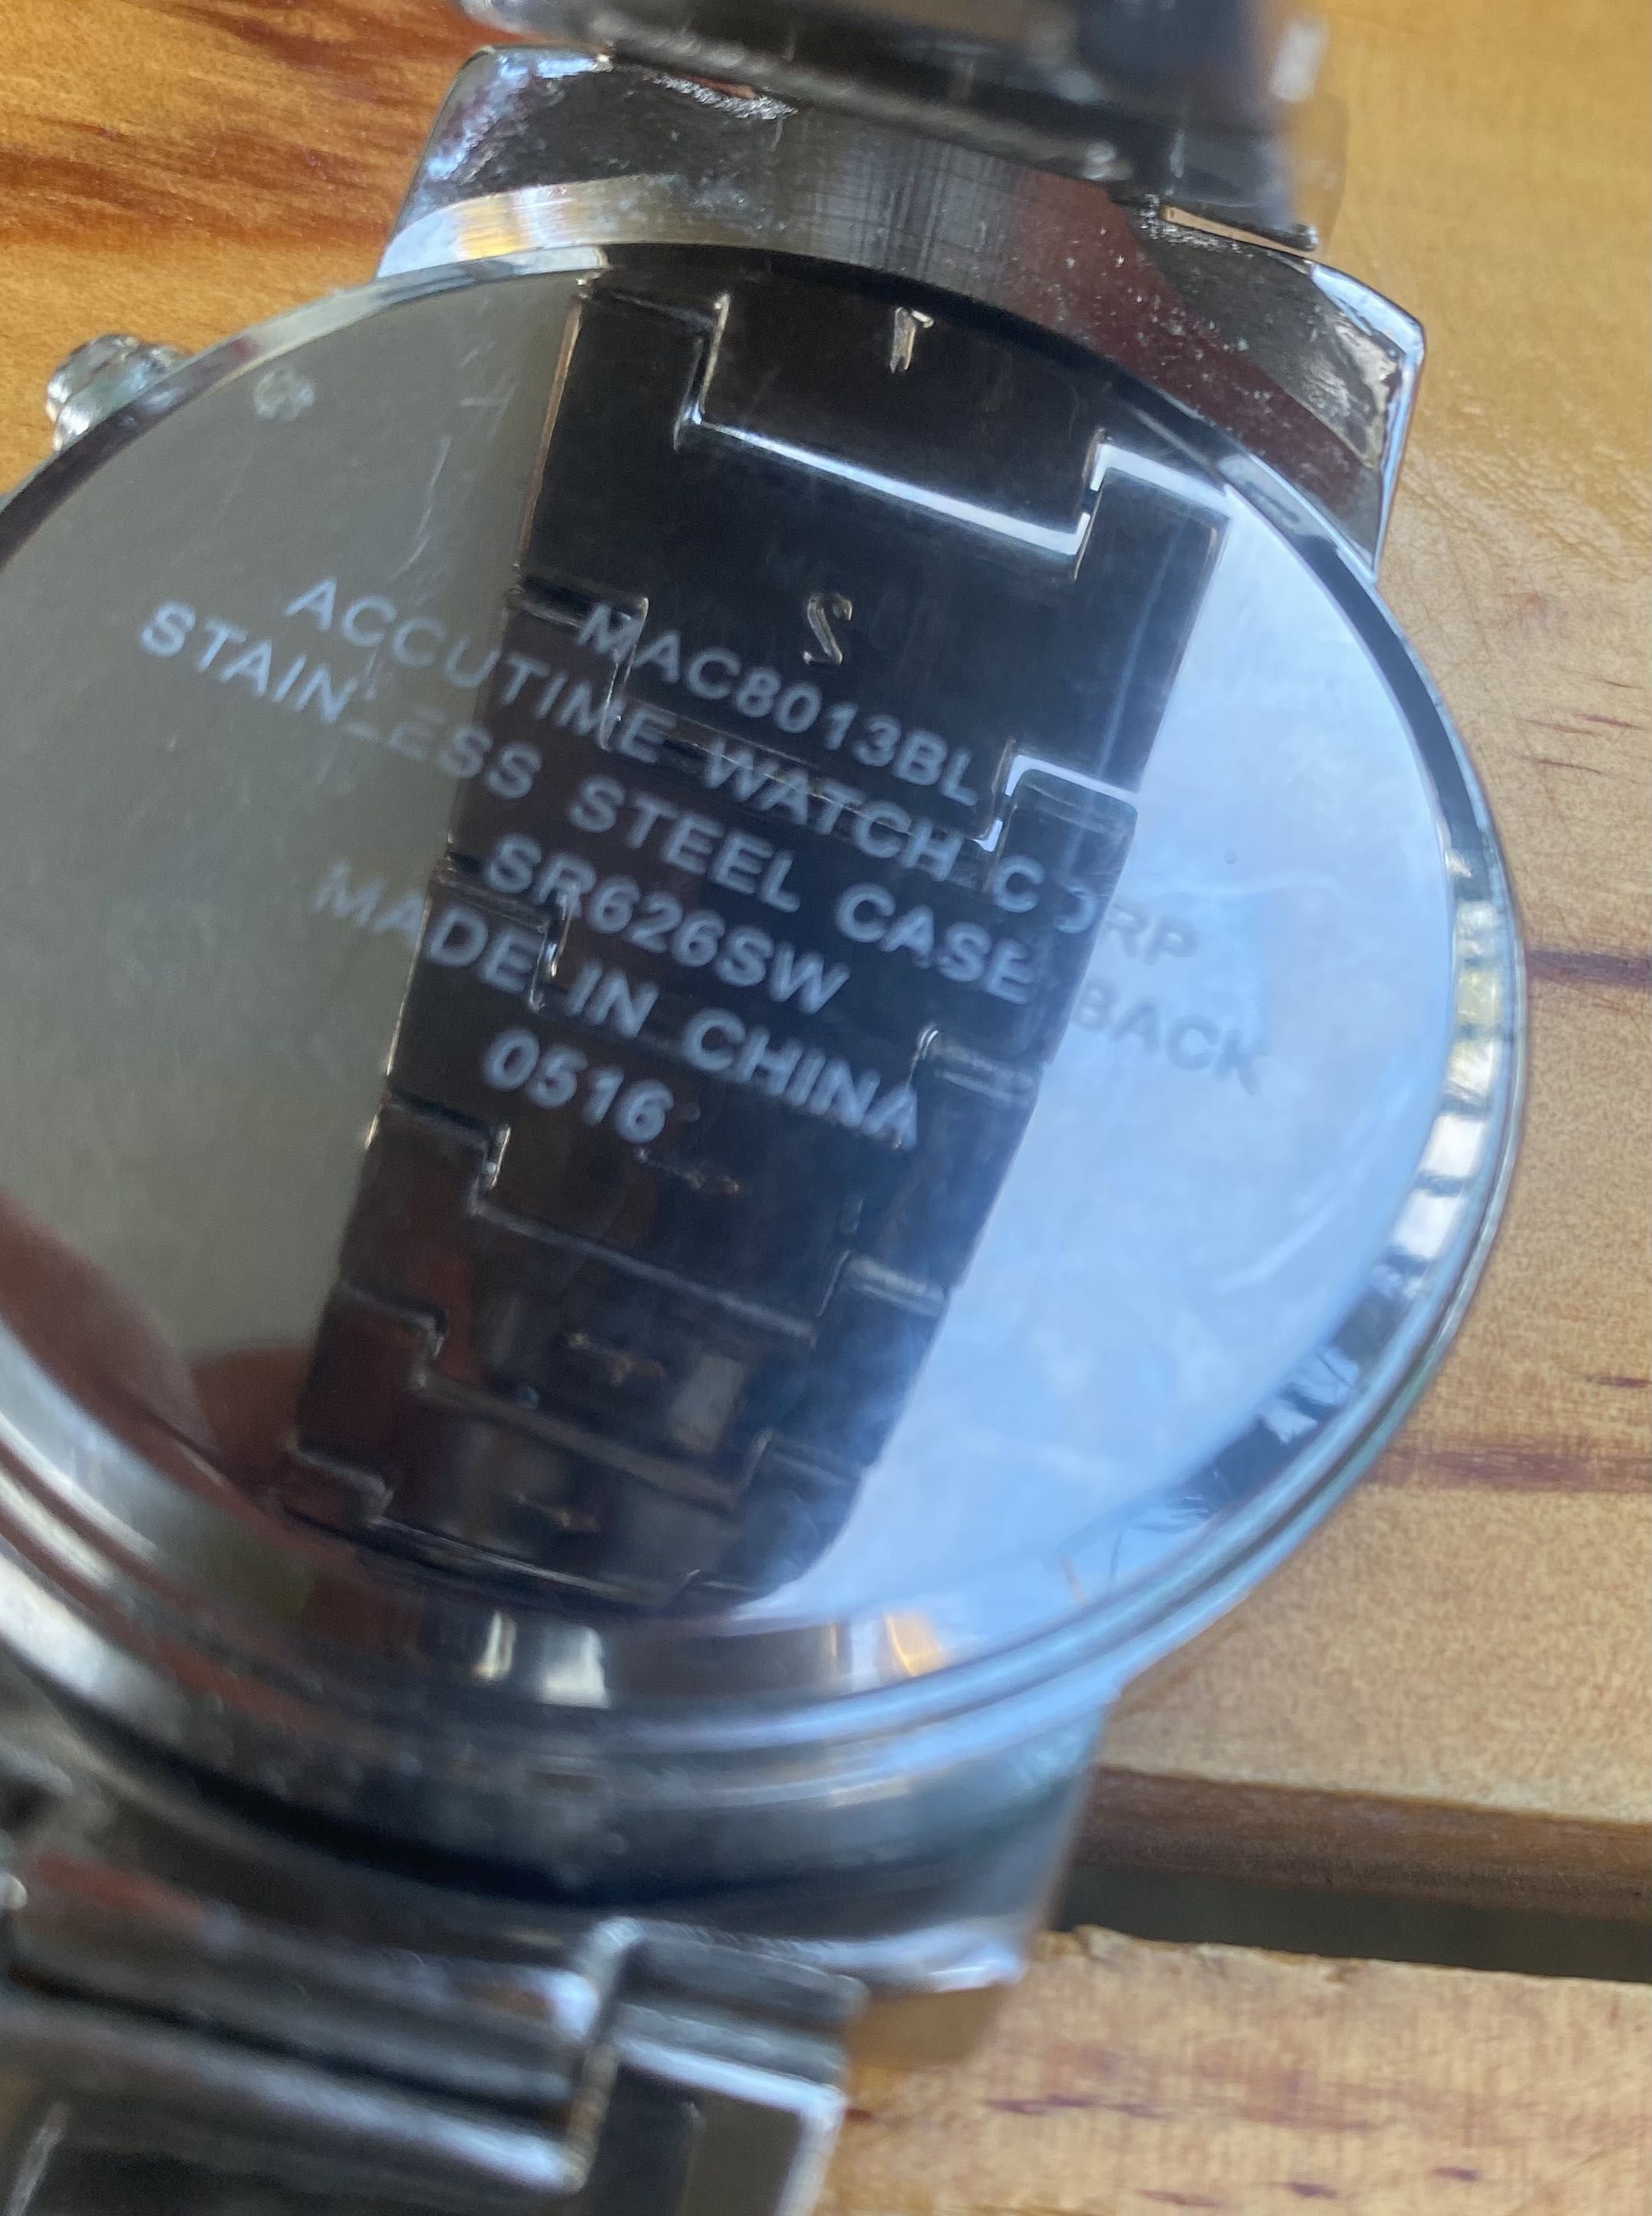 MAC8013BL
ACCUTIME WATCH CORP
STAINLESS STEEL CASE BACK
SR626SW
MADE IN CHINA
0516